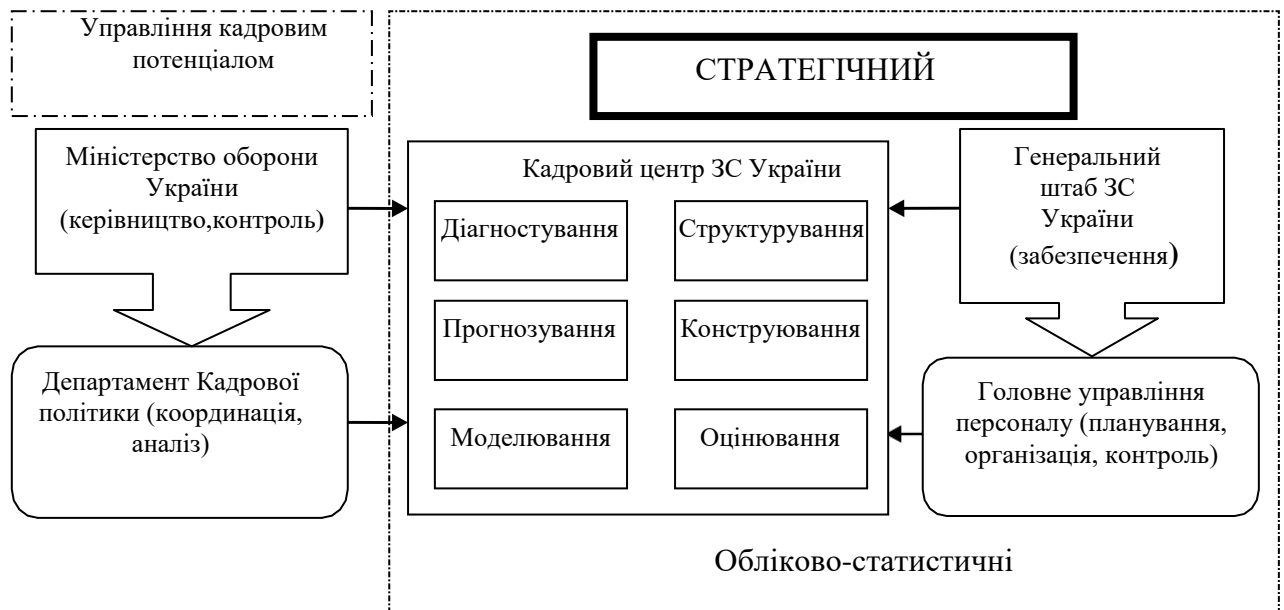 Управління кадровим
потенціалом
СТРАТЕГІЧНИЙ
Міністерство оборони
України
(керівництво,контроль)
Кадровий центр ЗС України
Генеральний
штаб ЗС
України
(забезпечення)
Діагностування
Структурування
Прогнозування
Конструювання
Моделювання
Оцінювання
Департамент Кадрової
політики (координація,
аналіз)
Головне управління
персоналу (планування,
організація, контроль)
Обліково-статистичні